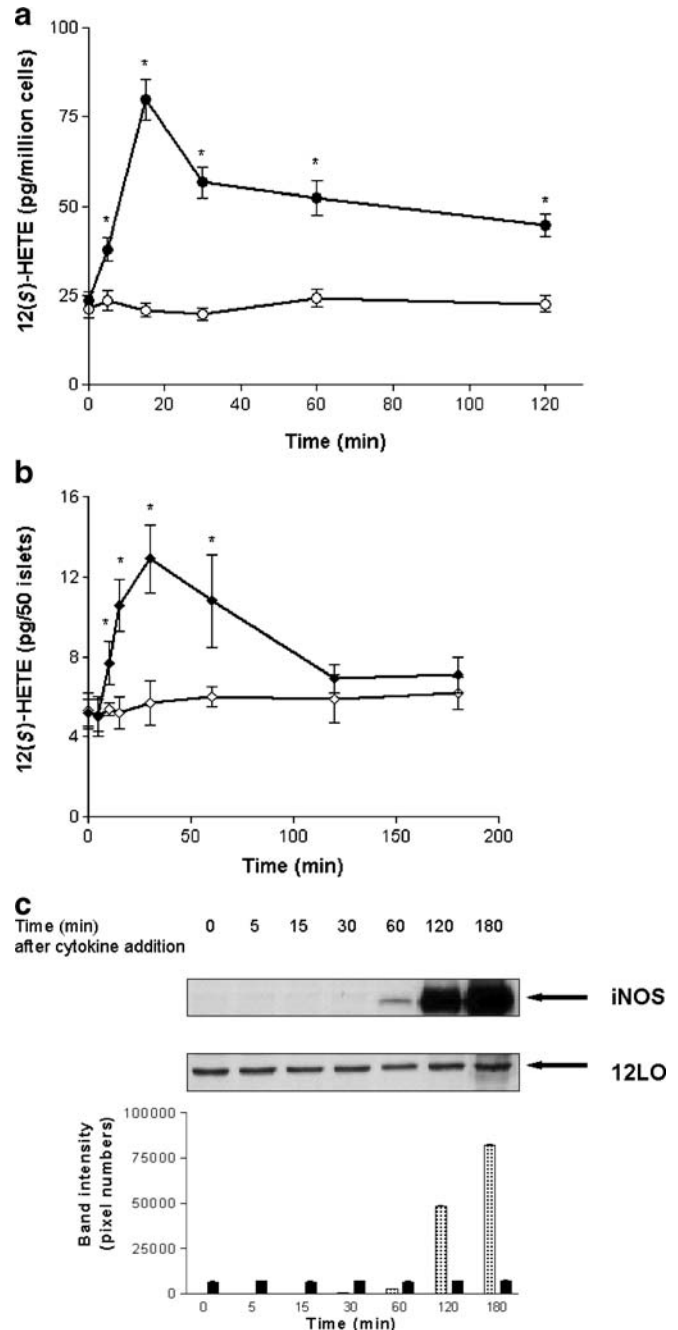 a
100
75
50
25
0
12(S)-HETE (pg/million cells)
* * * * *
0 20 40 60 80 100 120
Time (min)
b
16
12
8
4
0
12(S)-HETE (pg/50 islets)
* * * *
0 50 100 150 200
Time (min)
c
Time (min) 0 5 15 30 60 120 180
after cytokine addition
iNOS
12LO
100000
75000
50000
25000
0
Band intensity
(pixel numbers)
0 5 15 30 60 120 180
Time (min)